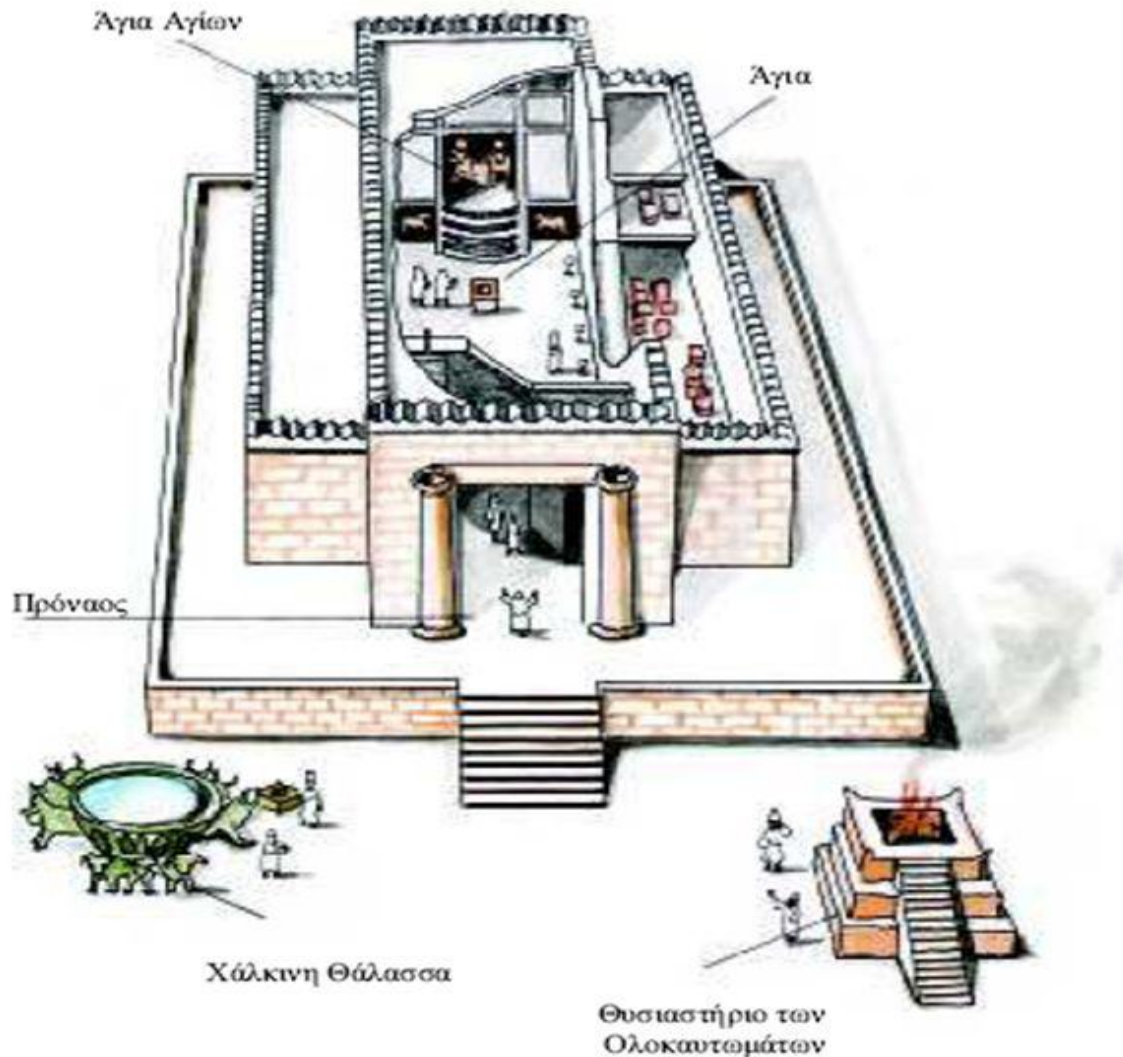 Άγια Αγίων
Άγια
Πρόναος
Χάλκινη Θάλασσα
Θυσιαστήριο των
Ολοκαυτωμάτων